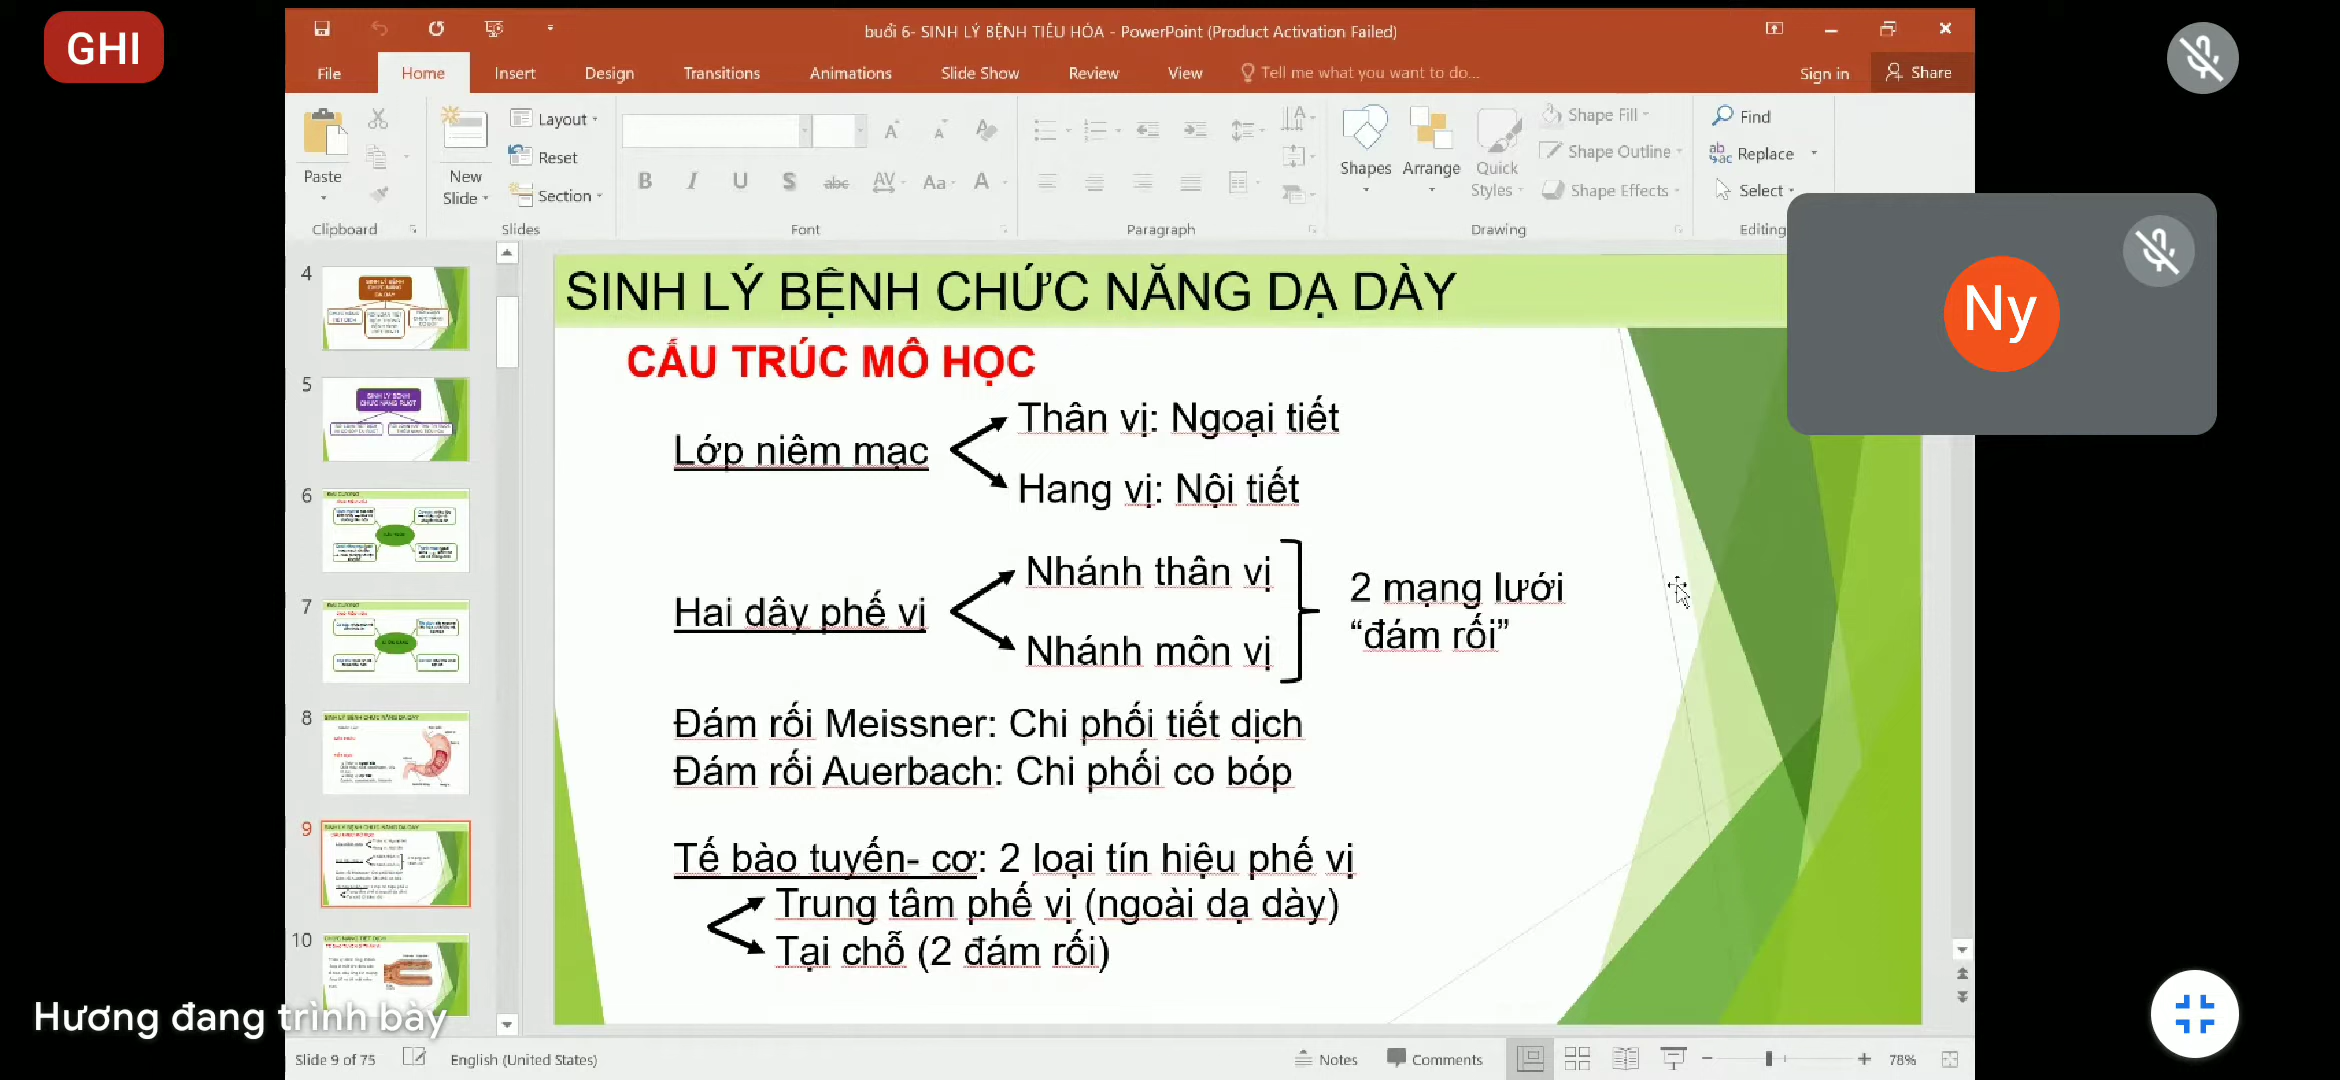 GHI
buổi 6- SINH LÝ BỆNH TIÊU HÓA - PowerPoint (Product Activation Failed)
File Home Insert Design Transitions Animations Slide Show Review View Tell me what you want to do... Sign in Share
Paste
Clipboard
New Slide
Layout
Reset
Section
Slides
B I U S abc AV Aa A
Font
Paragraph
Shapes
Arrange
Quick Styles
Shape Fill
Shape Outline
Shape Effects
Drawing
Find
Replace
Select
Editing
Ny
4
5
6
7
8
9
10
SINH LÝ BỆNH CHỨC NĂNG DẠ DÀY
CẤU TRÚC MÔ HỌC
Lớp niêm mạc
Thân vị: Ngoại tiết
Hang vị: Nội tiết
Hai dây phế vị
Nhánh thân vị
Nhánh môn vị
2 mạng lưới
“đám rối”
Đám rối Meissner: Chi phối tiết dịch
Đám rối Auerbach: Chi phối co bóp
Tế bào tuyến- cơ: 2 loại tín hiệu phế vị
Trung tâm phế vị (ngoài dạ dày)
Tại chỗ (2 đám rối)
Hương đang trình bày
Slide 9 of 75 English (United States) Notes Comments 78%